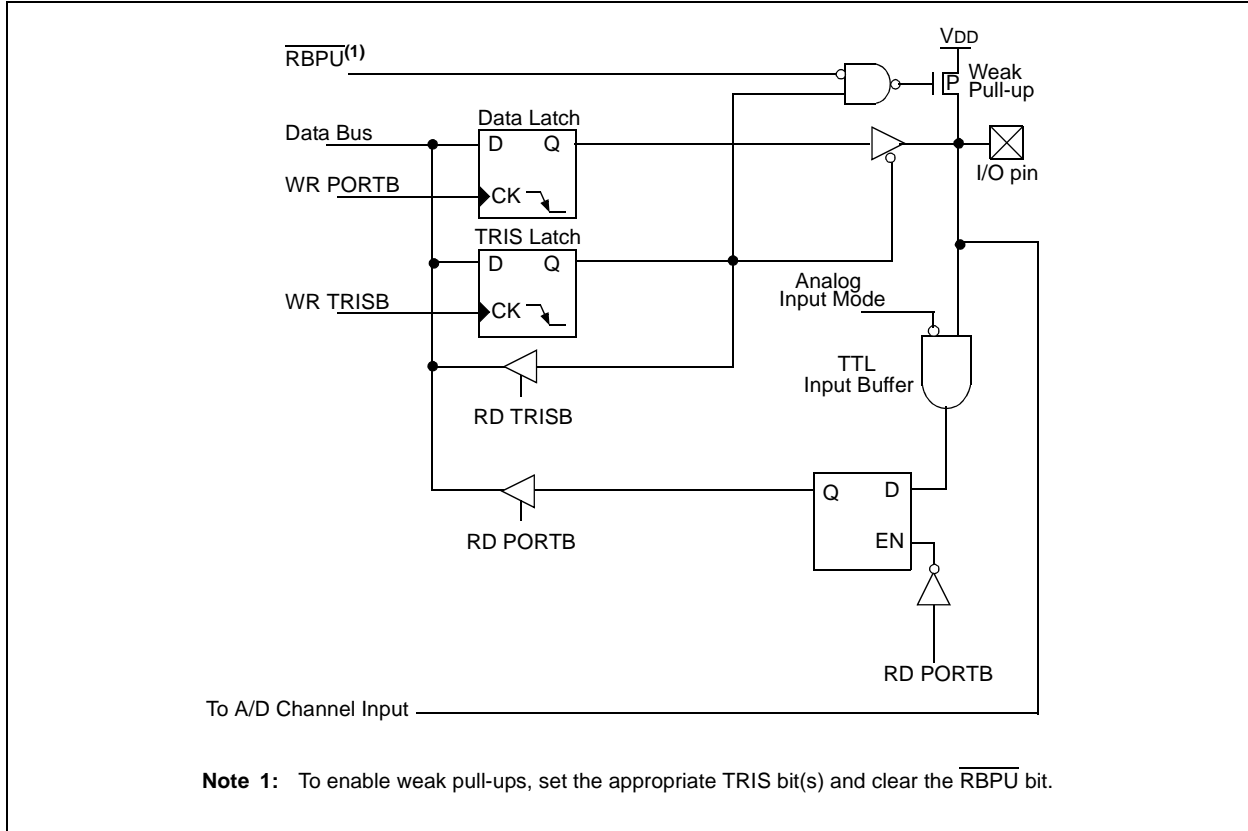 VDD
RBPU(1)
P
Weak
Pull-up
Data Latch
Data Bus
D Q
I/O pin
WR PORTB
CK
TRIS Latch
D Q
Analog
Input Mode
WR TRISB
CK
TTL
Input Buffer
RD TRISB
Q D
RD PORTB
EN
RD PORTB
To A/D Channel Input
Note 1: To enable weak pull-ups, set the appropriate TRIS bit(s) and clear the RBPU bit.